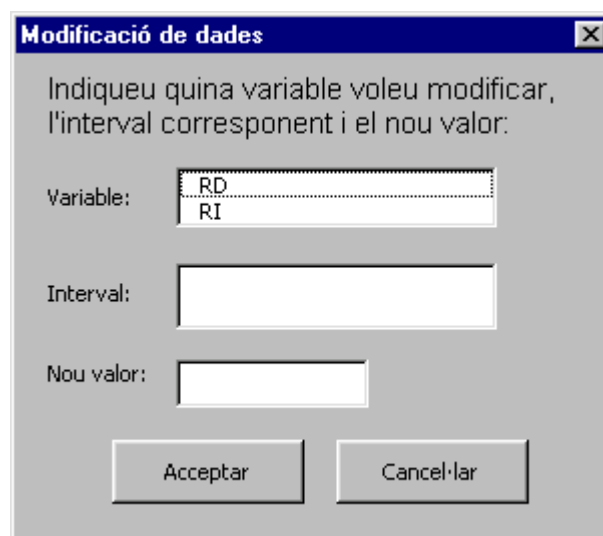 Modificació de dades
Indiqueu quina variable voleu modificar,
l'interval corresponent i el nou valor:
Variable:
RD
RI
Interval:
Nou valor:
Acceptar
Cancel·lar